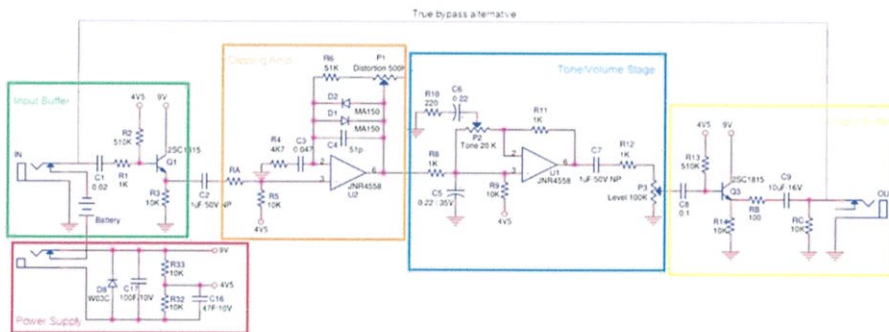 True bypass alternative
Input Buffer
4V5
9V
R2
510K
2SC1815
Q1
IN
C1
0.02
R1
1K
R3
10K
Battery
C2
1uF 50V NP
Clipping Amp
R6
51K
P1
Distortion 500K
D2
MA150
D1
MA150
C4
51p
R4
4K7
C3
0.047
RA
2
3
6
JNR4558
U2
R5
10K
4V5
Tone/Volume Stage
R10
220
C6
0.22
P2
Tone 20 K
R11
1K
R8
1K
2
3
6
U1
JNR4558
C5
0.22 / 35V
R9
10K
4V5
C7
1uF 50V NP
R12
1K
P3
Level 100K
4V5
9V
R13
510K
2SC1815
Q3
C8
0.1
R14
10K
RB
100
C9
10uF 16V
RC
10K
9V
R33
10K
4V5
D8
W03C
C17
100F/10V
R32
10K
C16
47F/10V
Power Supply